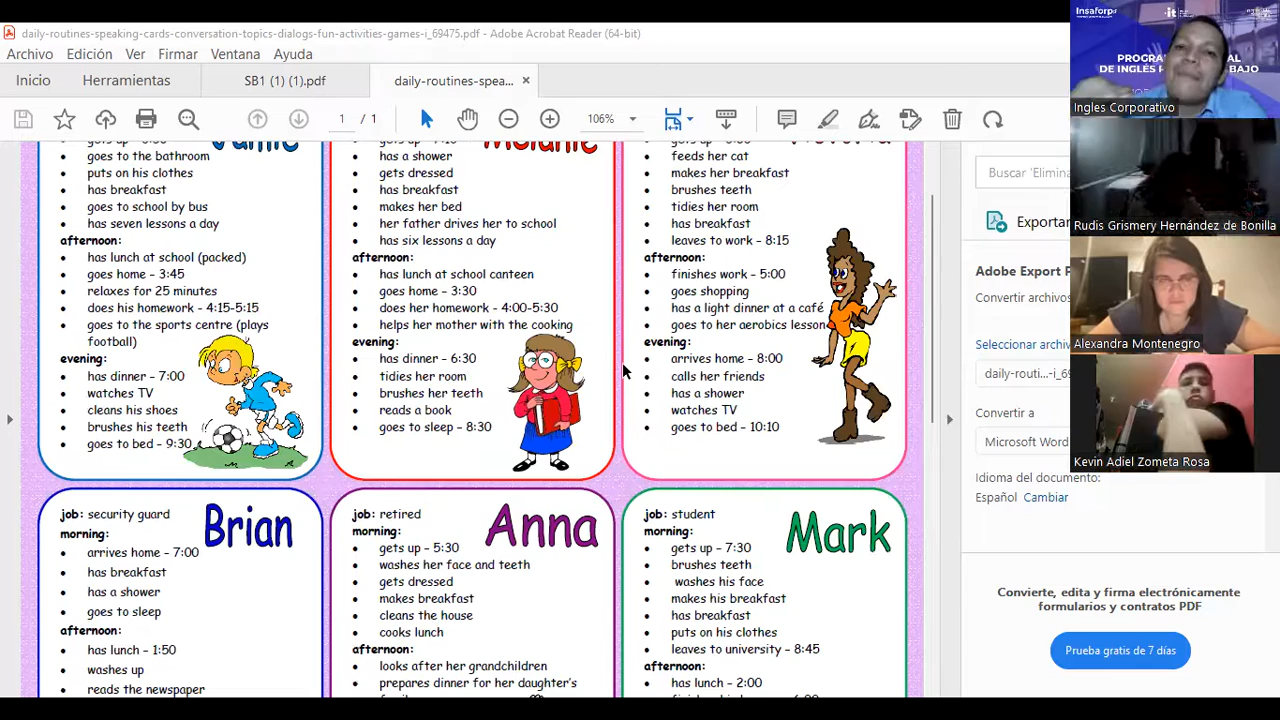 daily-routines-speaking-cards-conversation-topics-dialogs-fun-activities-games-i_69475.pdf - Adobe Acrobat Reader (64-bit)
Archivo Edición Ver Firmar Ventana Ayuda
Inicio Herramientas SB1 (1) (1).pdf daily-routines-spea... ×
1 / 1 106%
Jamie
goes to the bathroom
puts on his clothes
has breakfast
goes to school by bus
has seven lessons a day
afternoon:
has lunch at school (packed)
goes home - 3:45
relaxes for 25 minutes
does his homework - 4:15-5:15
goes to the sports centre (plays
football)
evening:
has dinner - 7:00
watches TV
cleans his shoes
brushes his teeth
goes to bed - 9:30
Melanie
has a shower
gets dressed
has breakfast
makes her bed
her father drives her to school
has six lessons a day
afternoon:
has lunch at school canteen
goes home - 3:30
does her homework - 4:00-5:30
helps her mother with the cooking
evening:
has dinner - 6:30
tidies her room
brushes her teeth
reads a book
goes to sleep - 8:30
feeds her cat
makes her breakfast
brushes teeth
tidies her room
has breakfast
leaves to work - 8:15
afternoon:
finishes work - 5:00
goes shopping
has a light dinner at a café
goes to her aerobics lesson
evening:
arrives home - 8:00
calls her friends
has a shower
watches TV
goes to bed - 10:10
Brian
job: security guard
morning:
arrives home - 7:00
has breakfast
has a shower
goes to sleep
afternoon:
has lunch - 1:50
washes up
reads the newspaper
Anna
job: retired
morning:
gets up - 5:30
washes her face and teeth
gets dressed
makes breakfast
cleans the house
cooks lunch
afternoon:
looks after her grandchildren
prepares dinner for her daughter's
Mark
job: student
morning:
gets up - 7:30
brushes teeth
washes his face
makes his breakfast
has breakfast
puts on his clothes
leaves to university - 8:45
afternoon:
has lunch - 2:00
Buscar 'Elimina
Exportar
Adobe Export P
Convertir archivos
Seleccionar archiv
daily-routi...-i_69
Convertir a
Microsoft Word
Idioma del documento:
Español Cambiar
Convierte, edita y firma electrónicamente
formularios y contratos PDF
Prueba gratis de 7 días
Insaforp
Ingles Corporativo
Rudis Grismery Hernández de Bonilla
Alexandra Montenegro
Kevin Adiel Zometa Rosa